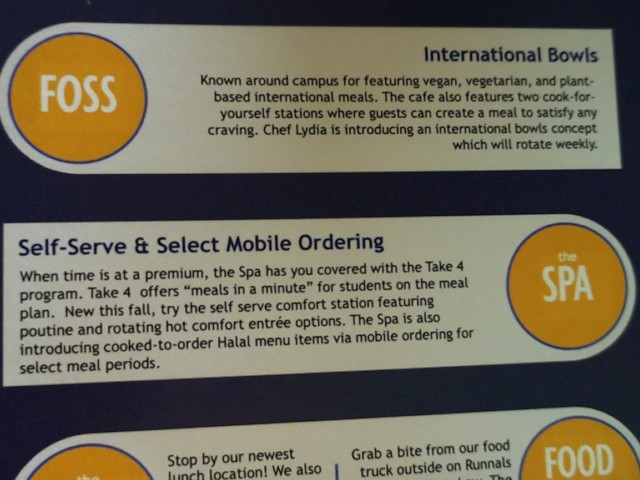 FOSS
International Bowls
Known around campus for featuring vegan, vegetarian, and plant-
based international meals. The cafe also features two cook-for-
yourself stations where guests can create a meal to satisfy any
craving. Chef Lydia is introducing an international bowls concept
which will rotate weekly.
Self-Serve & Select Mobile Ordering
When time is at a premium, the Spa has you covered with the Take 4
program. Take 4 offers “meals in a minute” for students on the meal
plan. New this fall, try the self serve comfort station featuring
poutine and rotating hot comfort entrée options. The Spa is also
introducing cooked-to-order Halal menu items via mobile ordering for
select meal periods.
the
SPA
the
Stop by our newest
lunch location! We also
Grab a bite from our food
truck outside on Runnals
The
FOOD